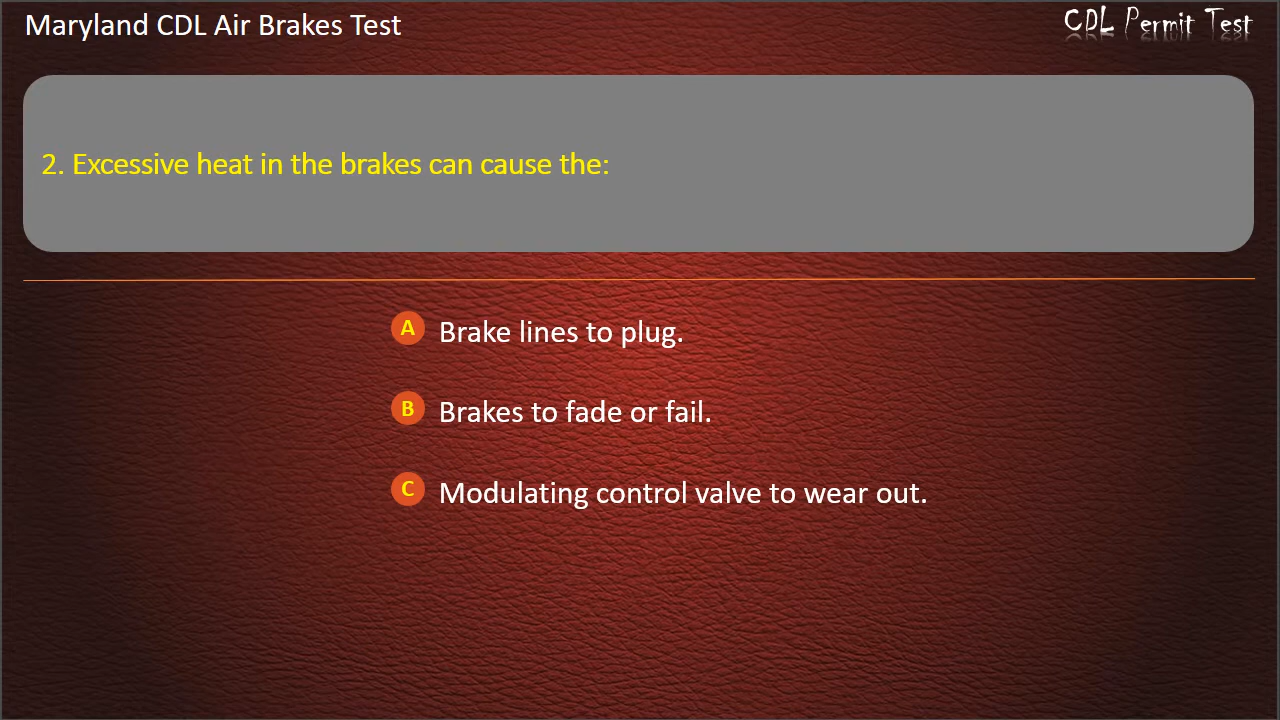 Maryland CDL Air Brakes Test
CDL Permit Test
2. Excessive heat in the brakes can cause the:
A Brake lines to plug.
B Brakes to fade or fail.
C Modulating control valve to wear out.